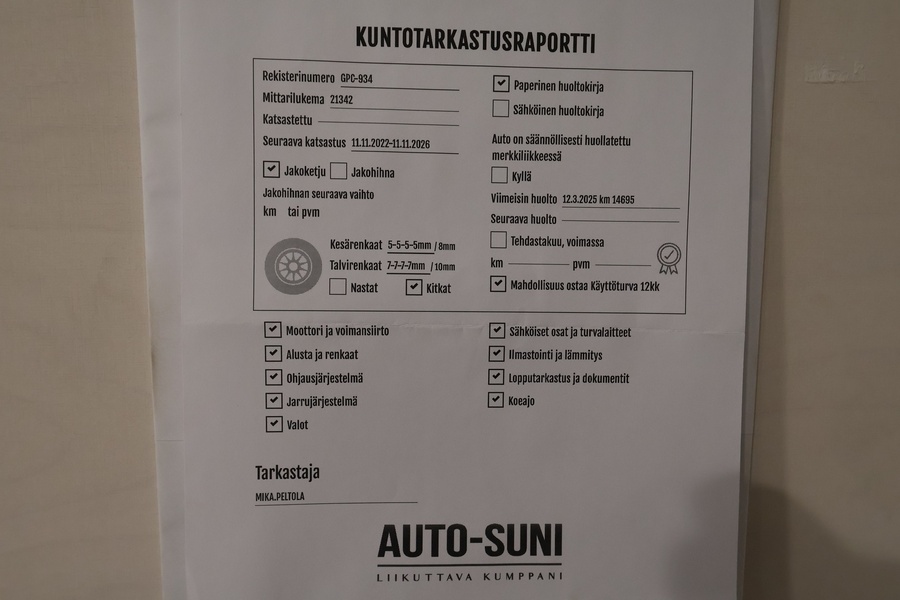 KUNTOTARKASTUSRAPORTTI
Rekisterinumero GPC-934
Mittarilukema 21342
Katsastettu
Seuraava katsastus 11.11.2022-11.11.2026
Jakoketju Jakohihna
Jakohihnan seuraava vaihto
km tai pvm
Kesärenkaat 5-5-5-5mm / 8mm
Talvirenkaat 7-7-7-7mm / 10mm
Nastat Kitkat
Paperinen huoltokirja
Sähköinen huoltokirja
Auto on säännöllisesti huollatettu
merkkiliikkeessä
Kyllä
Viimeisin huolto 12.3.2025 km 14695
Seuraava huolto
Tehdastakuu, voimassa
km pvm
Mahdollisuus ostaa Käyttöturva 12kk
Moottori ja voimansiirto
Alusta ja renkaat
Ohjausjärjestelmä
Jarrujärjestelmä
Valot
Sähköiset osat ja turvalaitteet
Ilmastointi ja lämmitys
Lopputarkastus ja dokumentit
Koeajo
Tarkastaja
MIKA.PELTOLA
AUTO-SUNI
LIIKUTTAVA KUMPPANI